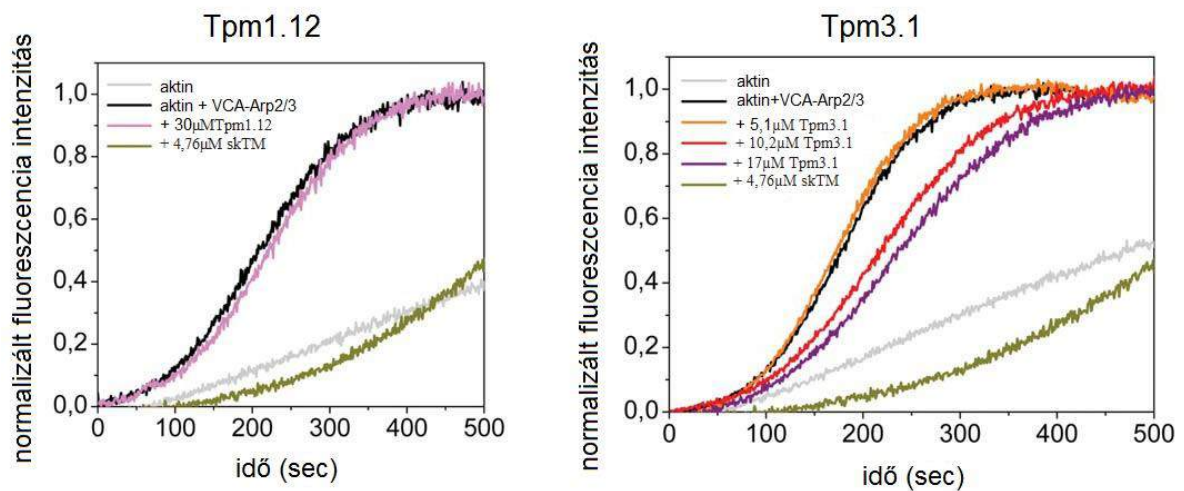 Tpm1.12
normalizált fluoreszcencia intenzitás
1,0
0,8
0,6
0,4
0,2
0,0
aktin
aktin + VCA-Arp2/3
+ 30µMTpm1.12
+ 4,76µM skTM
0 100 200 300 400 500
idő (sec)
Tpm3.1
normalizált fluoreszcencia intenzitás
1,0
0,8
0,6
0,4
0,2
0,0
aktin
aktin+VCA-Arp2/3
+ 5,1µM Tpm3.1
+ 10,2µM Tpm3.1
+ 17µM Tpm3.1
+ 4,76µM skTM
0 100 200 300 400 500
idő (sec)